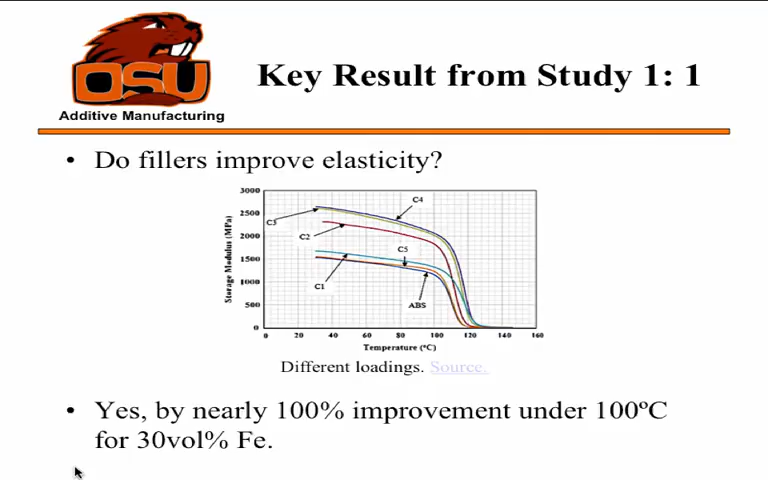 OSU
Additive Manufacturing
Key Result from Study 1: 1
• Do fillers improve elasticity?
Storage Modulus (MPa)
3000
2500
2000
1500
1000
500
0
C4
C3
C2
C5
C1
ABS
0 20 40 60 80 100 120 140 160
Temperature (ºC)
Different loadings. Source.
• Yes, by nearly 100% improvement under 100ºC
for 30vol% Fe.